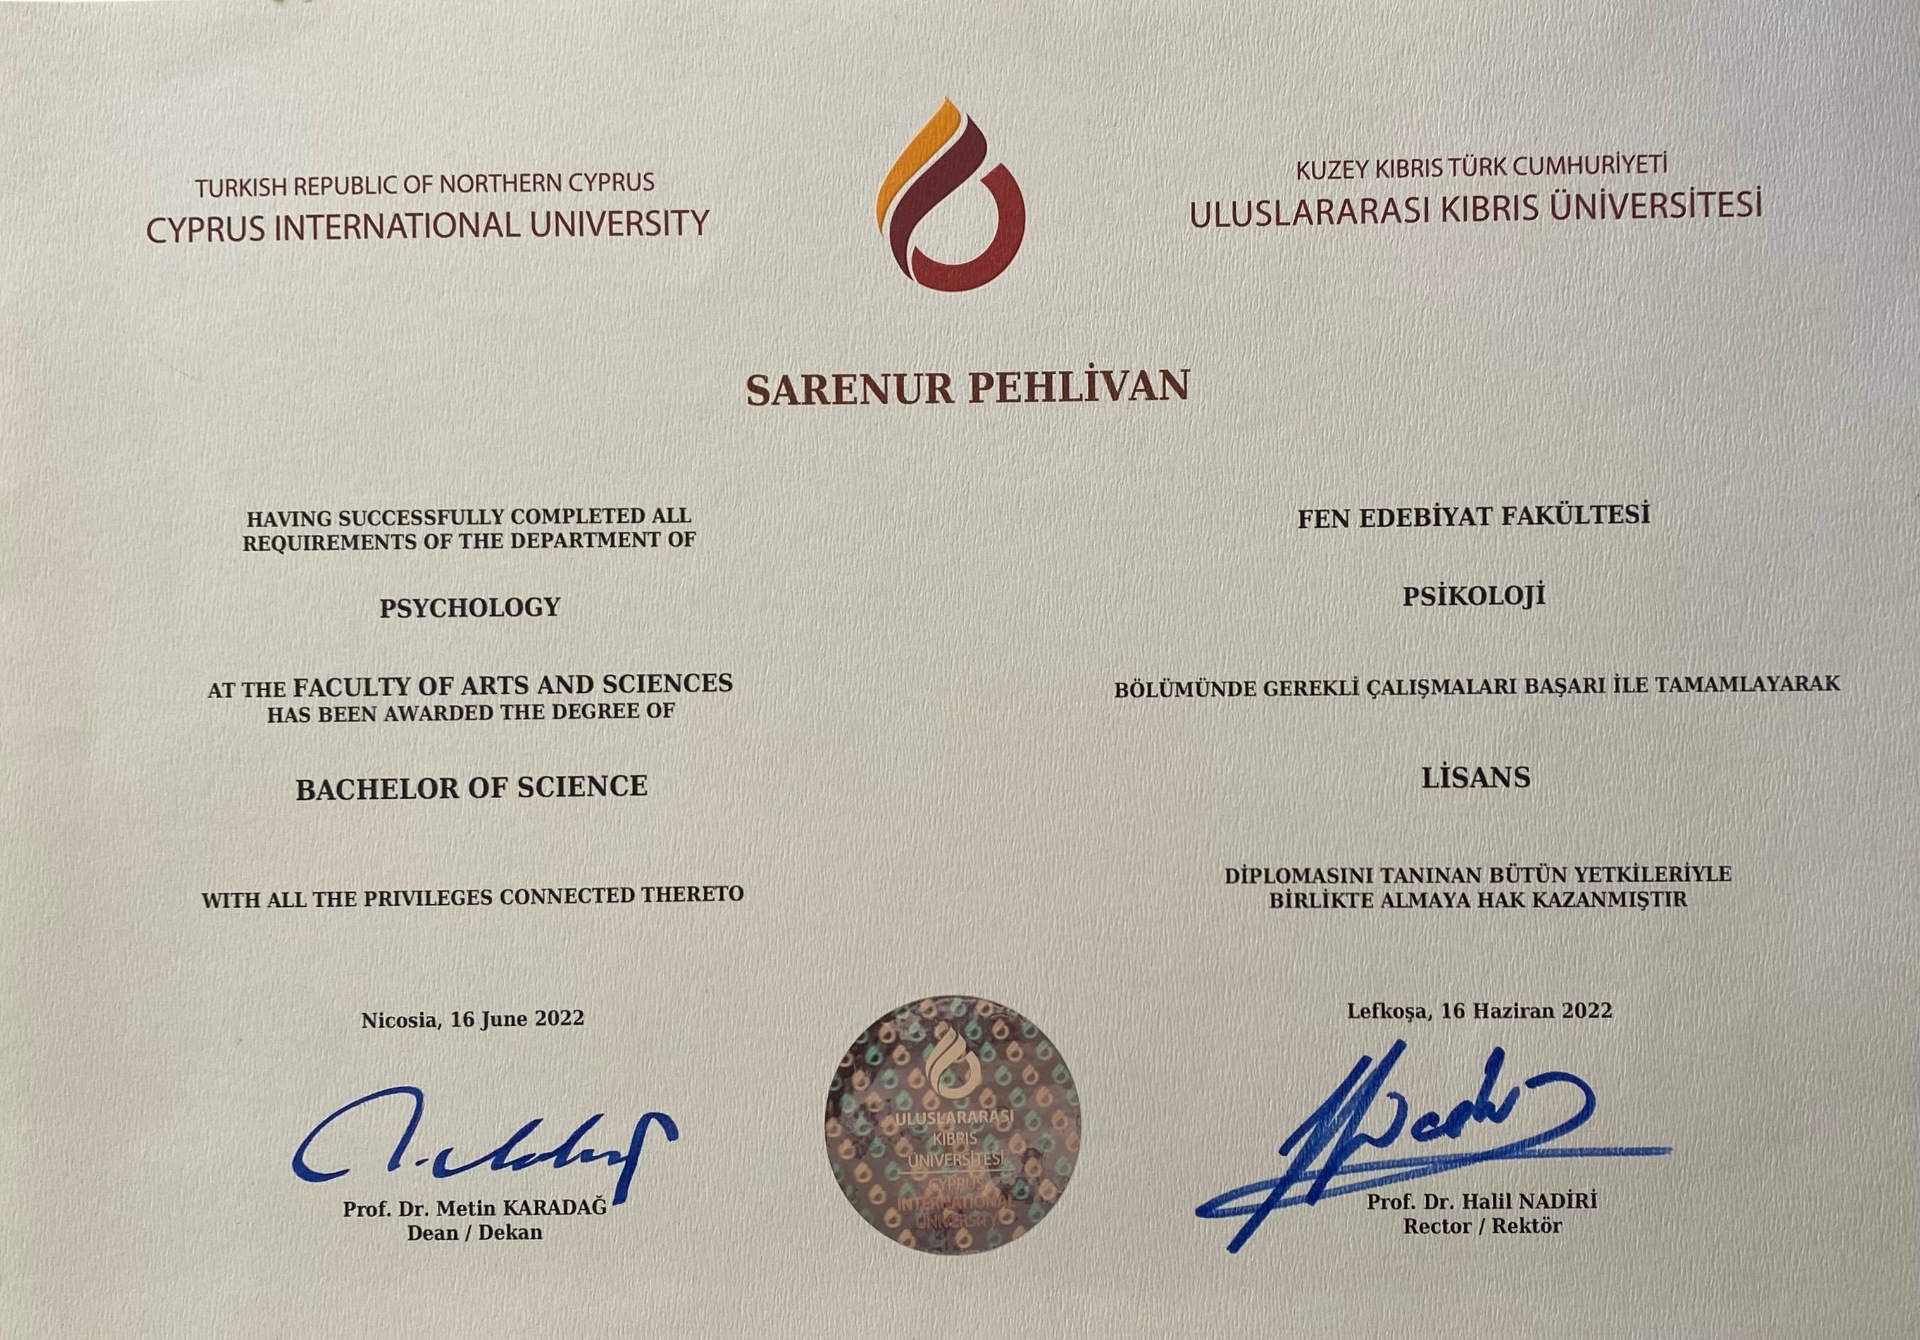 TURKISH REPUBLIC OF NORTHERN CYPRUS
CYPRUS INTERNATIONAL UNIVERSITY
KUZEY KIBRIS TÜRK CUMHURİYETİ
ULUSLARARASI KIBRIS ÜNİVERSİTESİ
SARENUR PEHLİVAN
HAVING SUCCESSFULLY COMPLETED ALL
REQUIREMENTS OF THE DEPARTMENT OF
PSYCHOLOGY
AT THE FACULTY OF ARTS AND SCIENCES
HAS BEEN AWARDED THE DEGREE OF
BACHELOR OF SCIENCE
WITH ALL THE PRIVILEGES CONNECTED THERETO
Nicosia, 16 June 2022
Prof. Dr. Metin KARADAĞ
Dean / Dekan
FEN EDEBİYAT FAKÜLTESİ
PSİKOLOJİ
BÖLÜMÜNDE GEREKLİ ÇALIŞMALARI BAŞARI İLE TAMAMLAYARAK
LİSANS
DİPLOMASINI TANINAN BÜTÜN YETKİLERİYLE
BİRLİKTE ALMAYA HAK KAZANMIŞTIR
Lefkoşa, 16 Haziran 2022
Prof. Dr. Halil NADİRİ
Rector / Rektör
ULUSLARARASI
KIBRIS
ÜNİVERSİTESİ
CYPRUS
INTERNATIONAL
UNIVERSITY